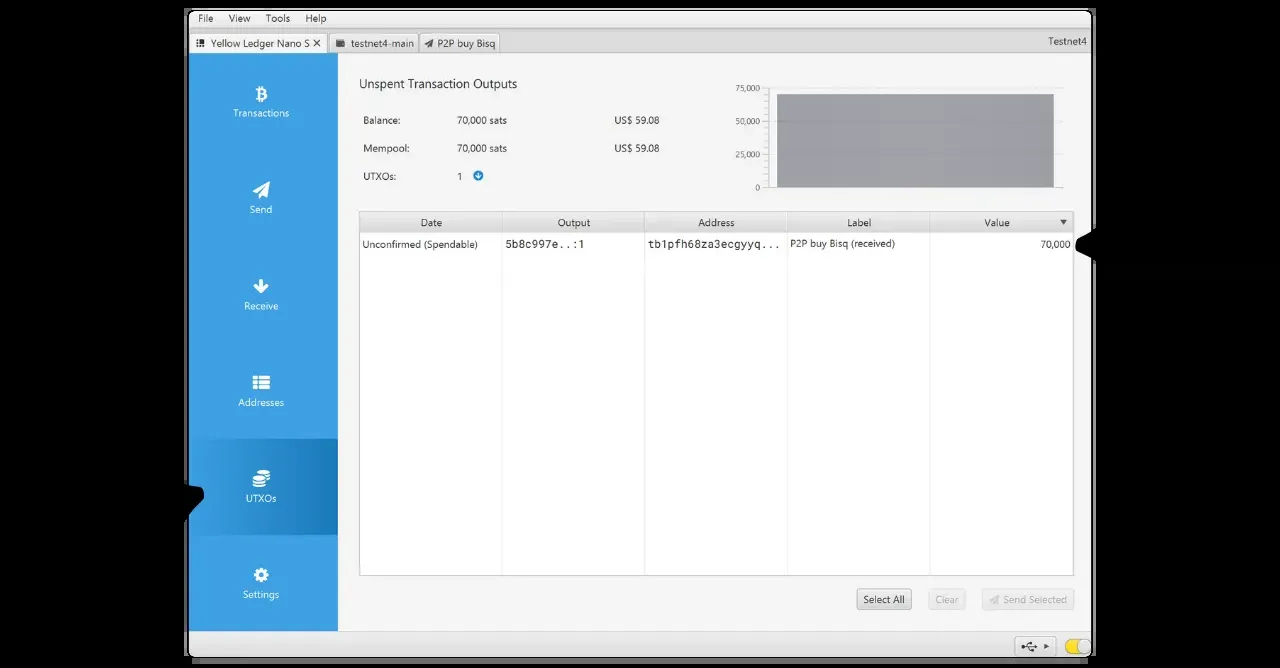 File View Tools Help
Yellow Ledger Nano S testnet4-main P2P buy Bisq Testnet4
Transactions
Send
Receive
Addresses
UTXOs
Settings
Unspent Transaction Outputs
Balance: 70,000 sats US$ 59.08
Mempool: 70,000 sats US$ 59.08
UTXOs: 1
75,000
50,000
25,000
0
Date Output Address Label Value
Unconfirmed (Spendable) 5b8c997e..:1 tb1pfh68za3ecgyyq... P2P buy Bisq (received) 70,000
Select All Clear Send Selected